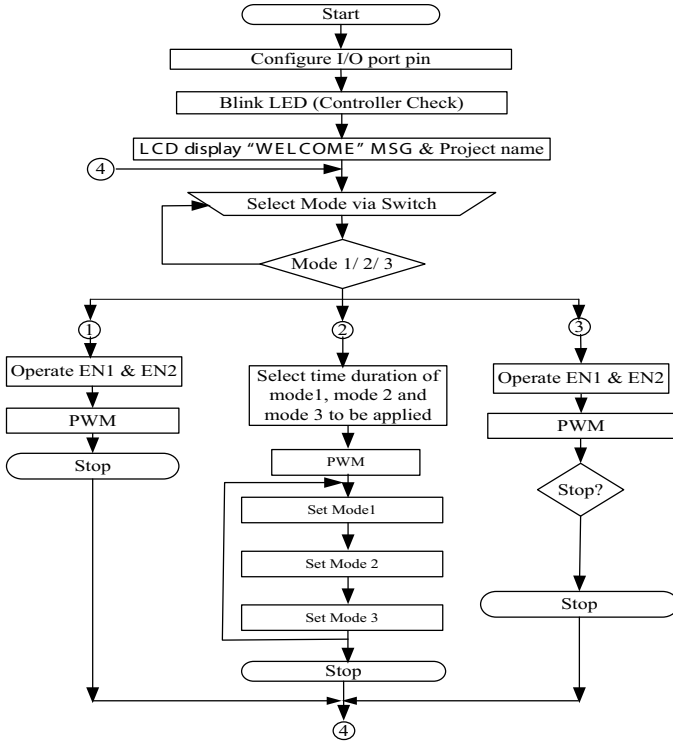 Start
Configure I/O port pin
Blink LED (Controller Check)
LCD display “WELCOME” MSG & Project name
4
Select Mode via Switch
Mode 1/ 2/ 3
1
Operate EN1 & EN2
PWM
Stop
2
Select time duration of
mode1, mode 2 and
mode 3 to be applied
PWM
Set Mode1
Set Mode 2
Set Mode 3
Stop
3
Operate EN1 & EN2
PWM
Stop?
Stop
4